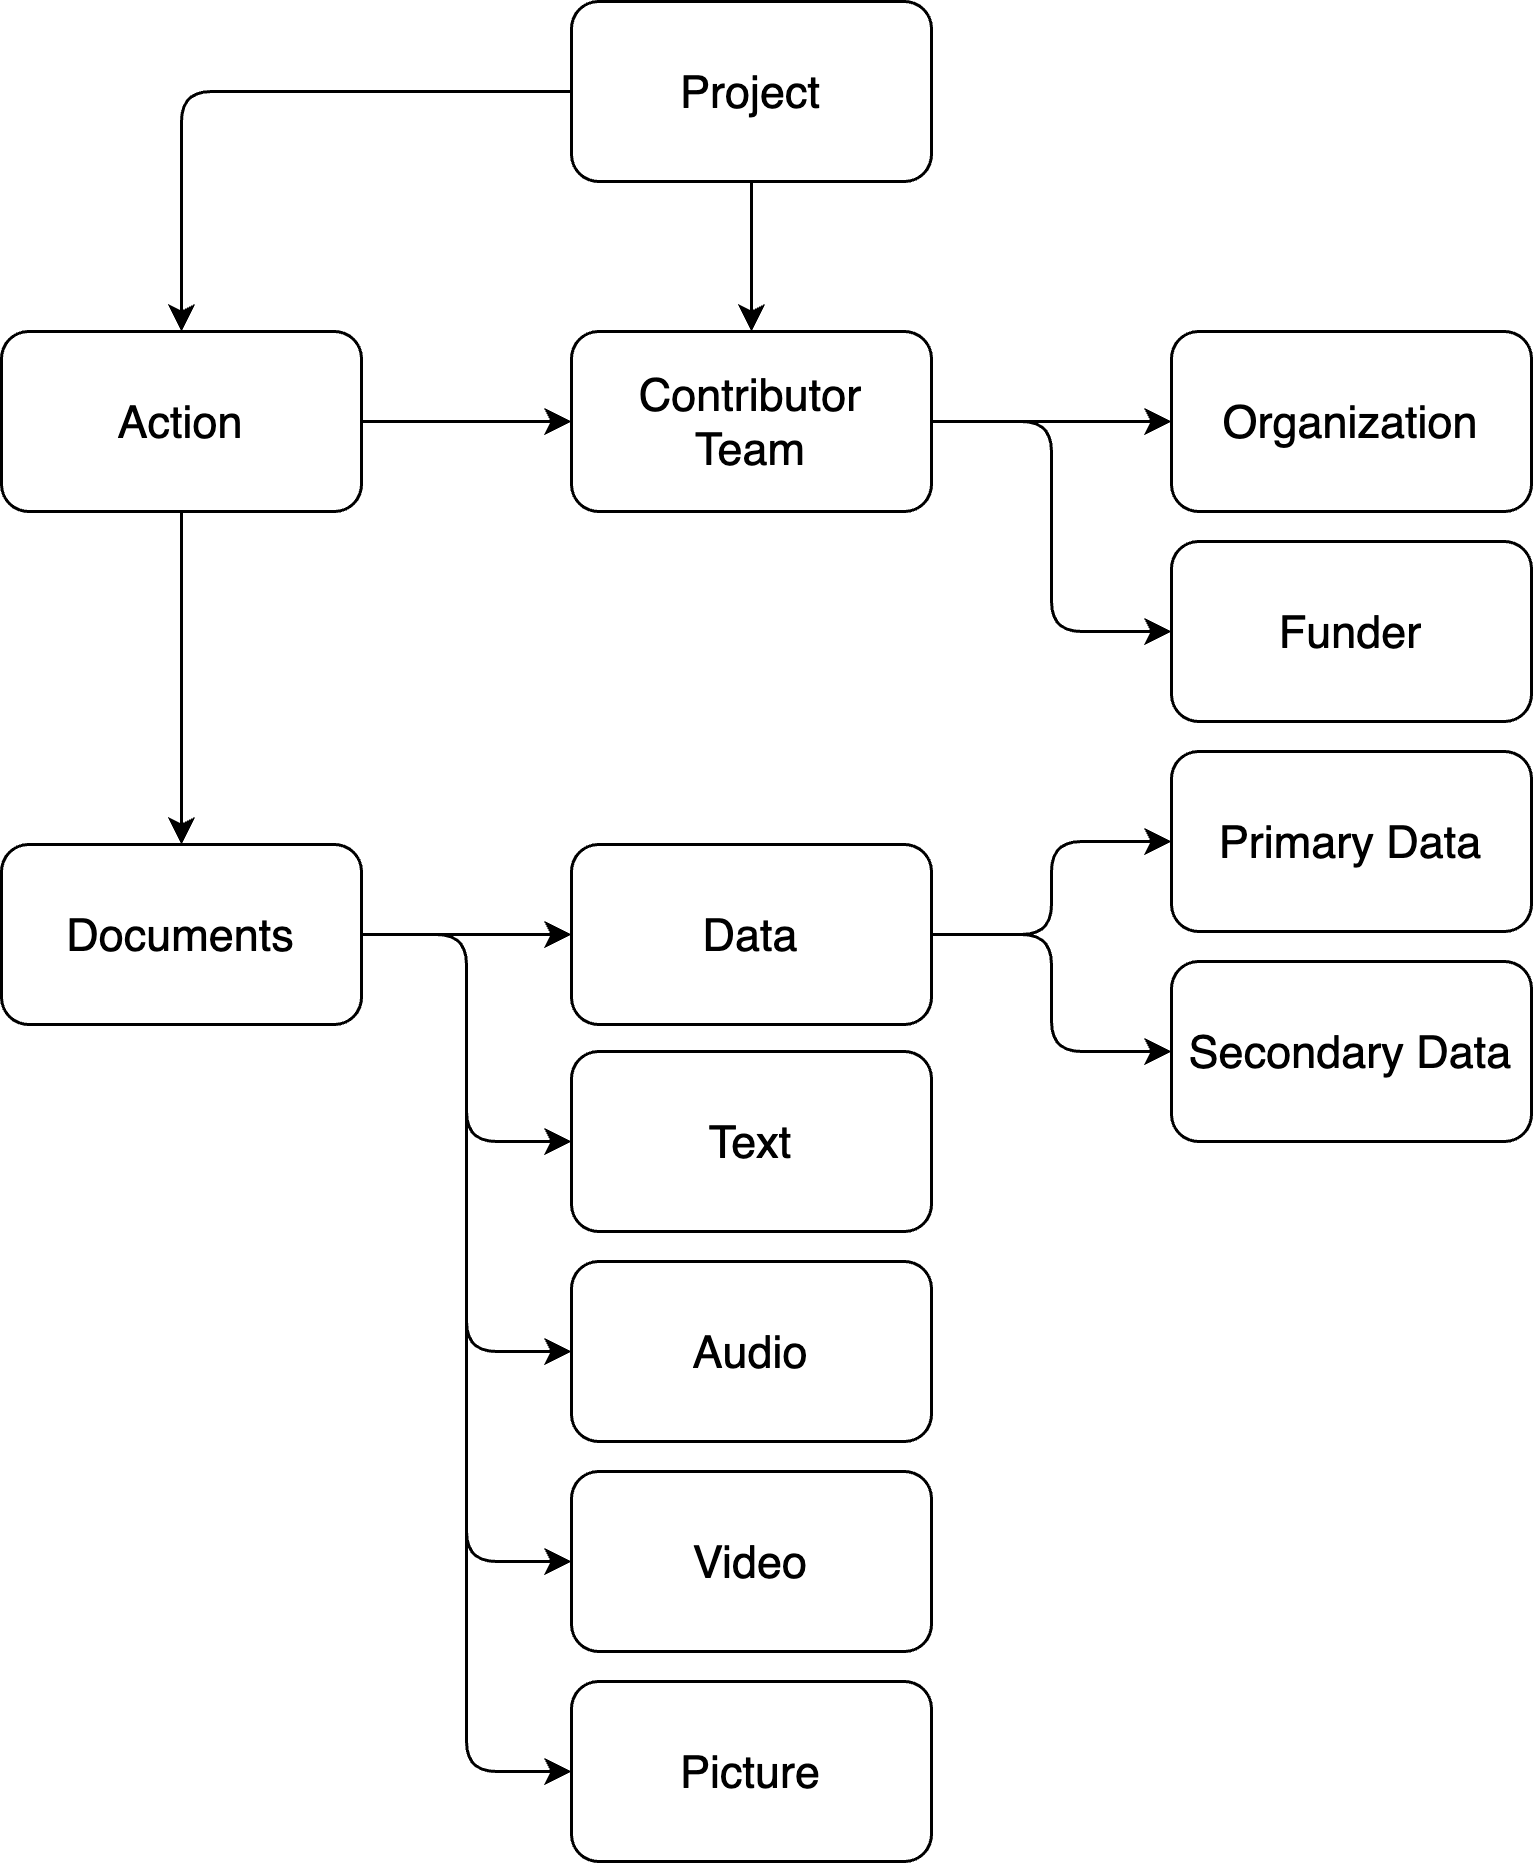 Project
Action
Contributor
Team
Organization
Funder
Primary Data
Documents
Data
Secondary Data
Text
Audio
Video
Picture